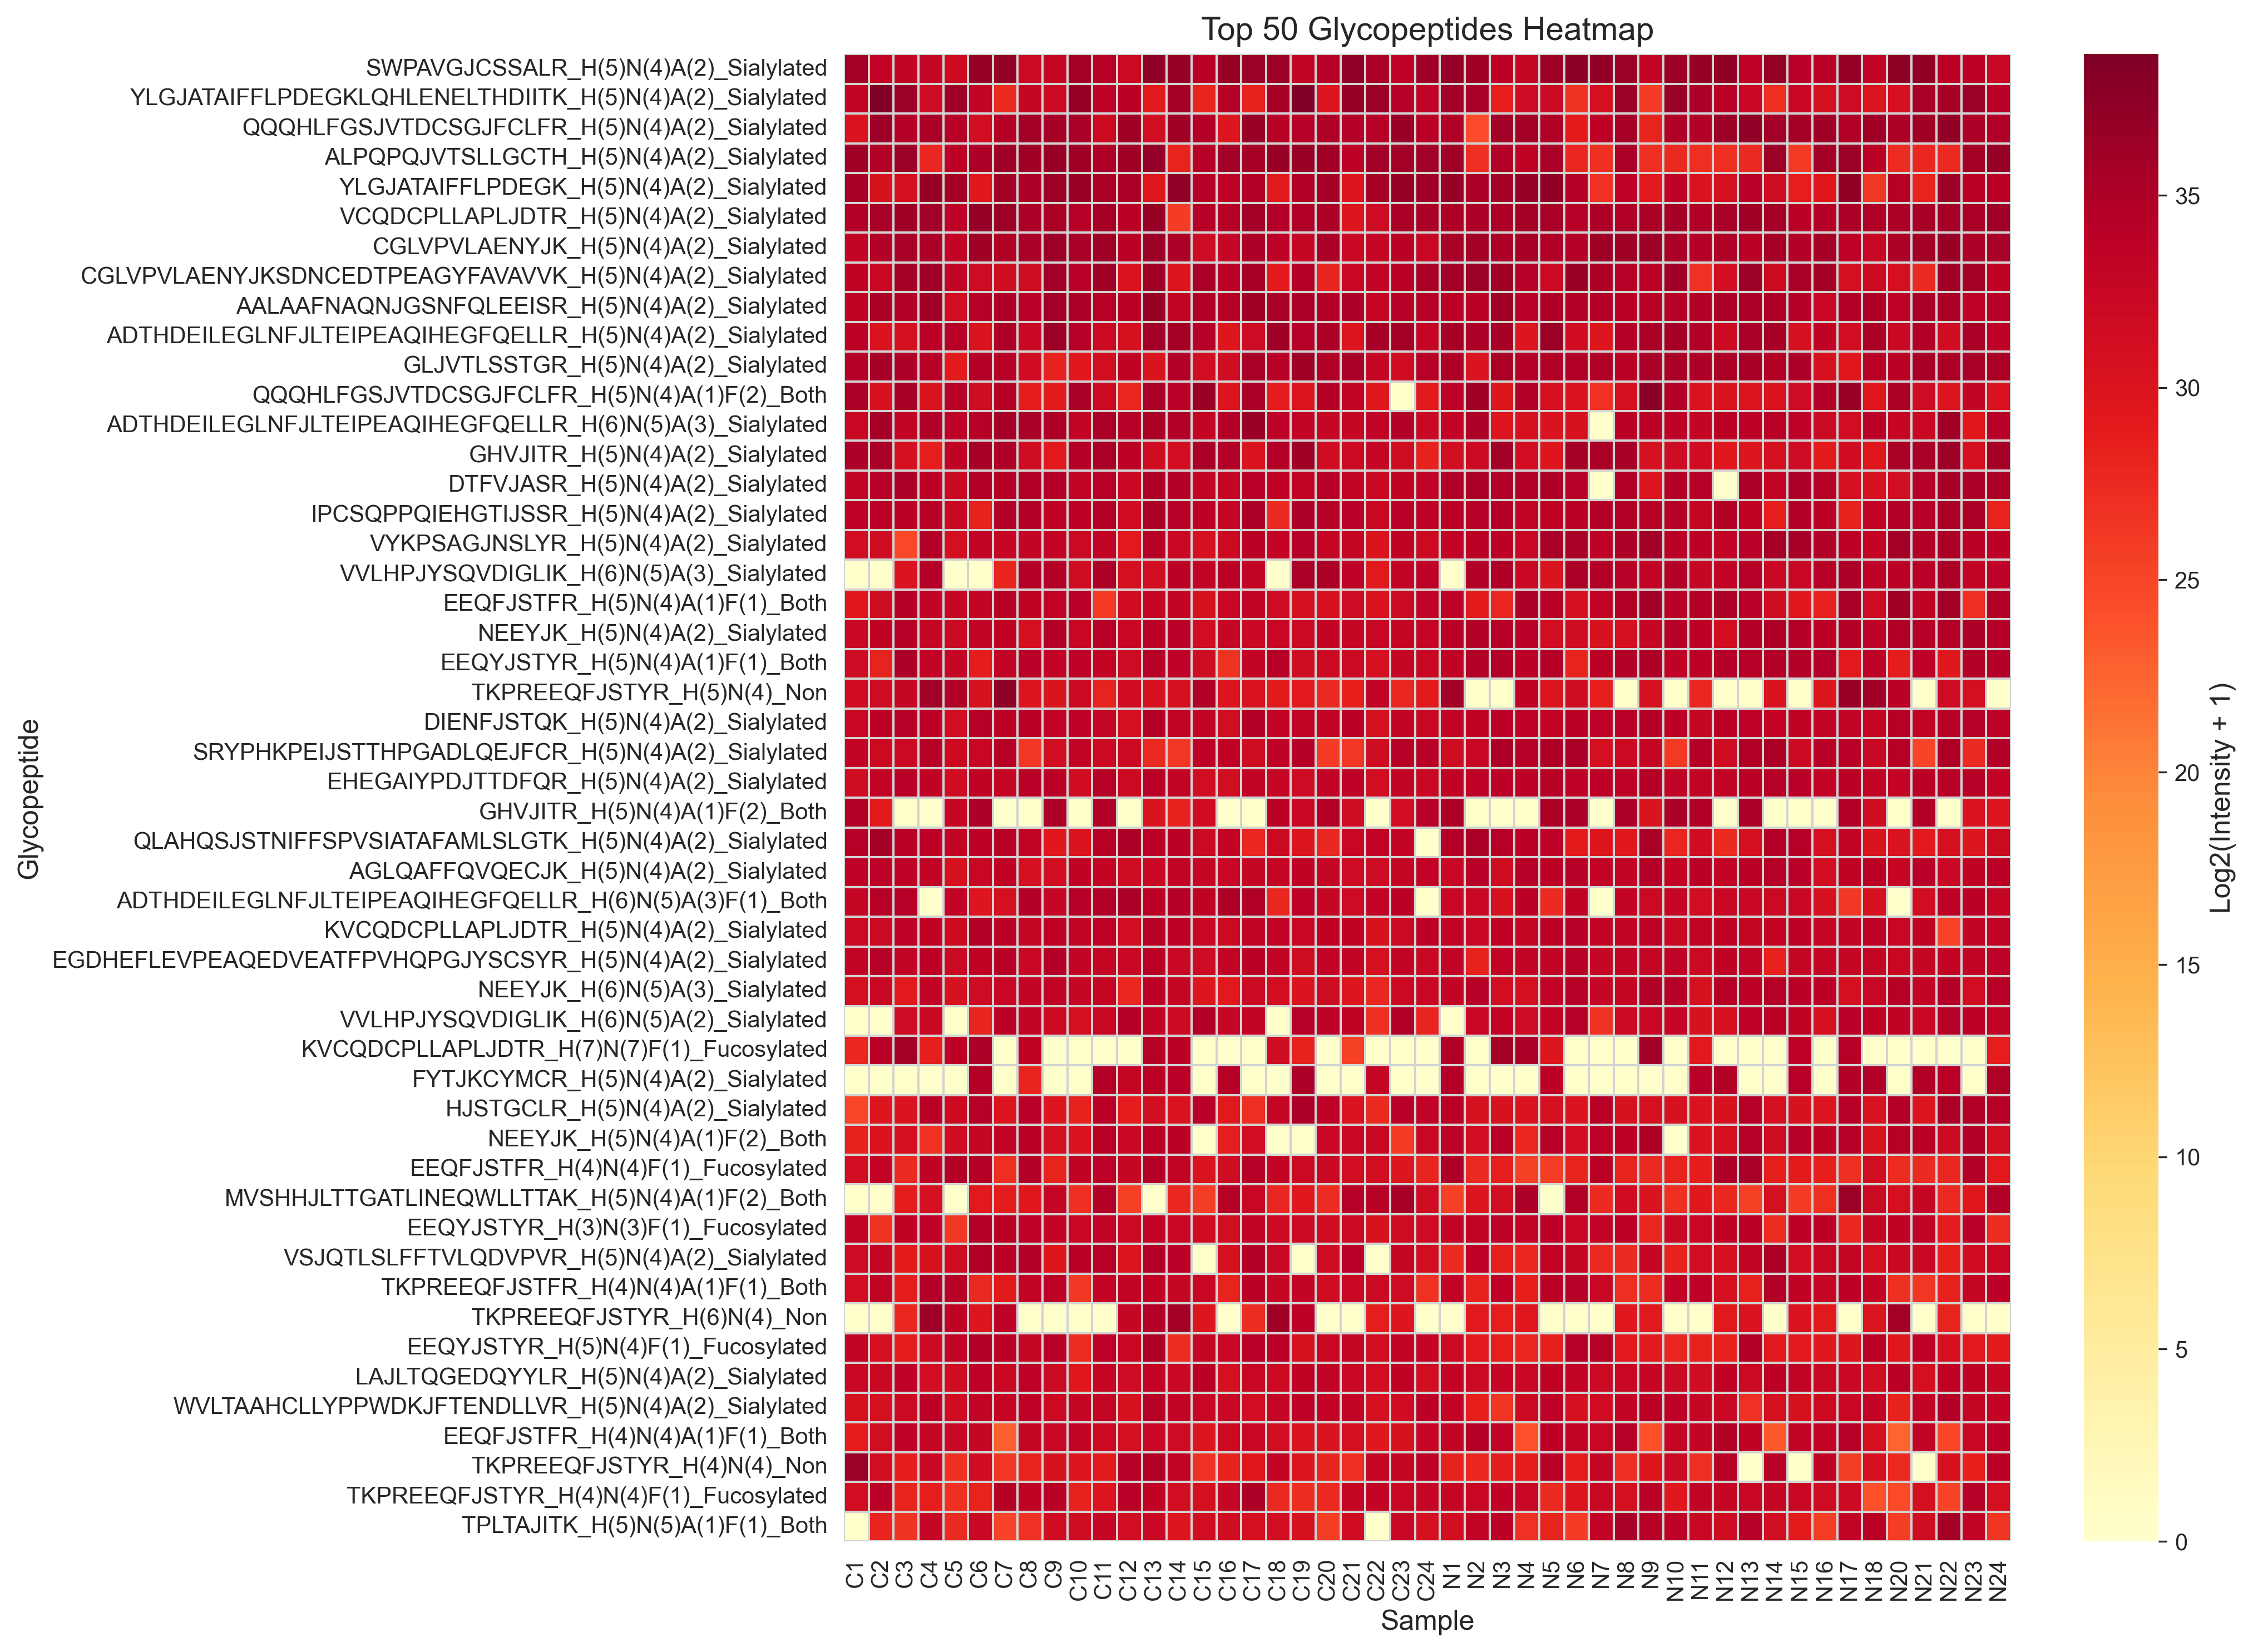 Top 50 Glycopeptides Heatmap
Glycopeptide
SWPAVGJCSSALR_H(5)N(4)A(2)_Sialylated
YLGJATAIFFLPDEGKLQHLENELTHDIITK_H(5)N(4)A(2)_Sialylated
QQQHLFGSJVTDCSGJFCLFR_H(5)N(4)A(2)_Sialylated
ALPQPQJVTSLLGCTH_H(5)N(4)A(2)_Sialylated
YLGJATAIFFLPDEGK_H(5)N(4)A(2)_Sialylated
VCQDCPLLAPLJDTR_H(5)N(4)A(2)_Sialylated
CGLVPVLAENYJK_H(5)N(4)A(2)_Sialylated
CGLVPVLAENYJKSDNCEDTPEAGYFAVAVVK_H(5)N(4)A(2)_Sialylated
AALAAFNAQNJGSNFQLEEISR_H(5)N(4)A(2)_Sialylated
ADTHDEILEGLNFJLTEIPEAQIHEGFQELLR_H(5)N(4)A(2)_Sialylated
GLJVTLSSTGR_H(5)N(4)A(2)_Sialylated
QQQHLFGSJVTDCSGJFCLFR_H(5)N(4)A(1)F(2)_Both
ADTHDEILEGLNFJLTEIPEAQIHEGFQELLR_H(6)N(5)A(3)_Sialylated
GHVJITR_H(5)N(4)A(2)_Sialylated
DTFVJASR_H(5)N(4)A(2)_Sialylated
IPCSQPPQIEHGTIJSSR_H(5)N(4)A(2)_Sialylated
VYKPSAGJNSLYR_H(5)N(4)A(2)_Sialylated
VVLHPJYSQVDIGLIK_H(6)N(5)A(3)_Sialylated
EEQFJSTFR_H(5)N(4)A(1)F(1)_Both
NEEYJK_H(5)N(4)A(2)_Sialylated
EEQYJSTYR_H(5)N(4)A(1)F(1)_Both
TKPREEQFJSTYR_H(5)N(4)_Non
DIENFJSTQK_H(5)N(4)A(2)_Sialylated
SRYPHKPEIJSTTHPGADLQEJFCR_H(5)N(4)A(2)_Sialylated
EHEGAIYPDJTTDFQR_H(5)N(4)A(2)_Sialylated
GHVJITR_H(5)N(4)A(1)F(2)_Both
QLAHQSJSTNIFFSPVSIATAFAMLSLGTK_H(5)N(4)A(2)_Sialylated
AGLQAFFQVQECJK_H(5)N(4)A(2)_Sialylated
ADTHDEILEGLNFJLTEIPEAQIHEGFQELLR_H(6)N(5)A(3)F(1)_Both
KVCQDCPLLAPLJDTR_H(5)N(4)A(2)_Sialylated
EGDHEFLEVPEAQEDVEATFPVHQPGJYSCSYR_H(5)N(4)A(2)_Sialylated
NEEYJK_H(6)N(5)A(3)_Sialylated
VVLHPJYSQVDIGLIK_H(6)N(5)A(2)_Sialylated
KVCQDCPLLAPLJDTR_H(7)N(7)F(1)_Fucosylated
FYTJKCYMCR_H(5)N(4)A(2)_Sialylated
HJSTGCLR_H(5)N(4)A(2)_Sialylated
NEEYJK_H(5)N(4)A(1)F(2)_Both
EEQFJSTFR_H(4)N(4)F(1)_Fucosylated
MVSHHJLTTGATLINEQWLLTTAK_H(5)N(4)A(1)F(2)_Both
EEQYJSTYR_H(3)N(3)F(1)_Fucosylated
VSJQTLSLFFTVLQDVPVR_H(5)N(4)A(2)_Sialylated
TKPREEQFJSTFR_H(4)N(4)A(1)F(1)_Both
TKPREEQFJSTYR_H(6)N(4)_Non
EEQYJSTYR_H(5)N(4)F(1)_Fucosylated
LAJLTQGEDQYYLR_H(5)N(4)A(2)_Sialylated
WVLTAAHCLLYPPWDKJFTENDLLVR_H(5)N(4)A(2)_Sialylated
EEQFJSTFR_H(4)N(4)A(1)F(1)_Both
TKPREEQFJSTYR_H(4)N(4)_Non
TKPREEQFJSTYR_H(4)N(4)F(1)_Fucosylated
TPLTAJITK_H(5)N(5)A(1)F(1)_Both
C1 C2 C3 C4 C5 C6 C7 C8 C9 C10 C11 C12 C13 C14 C15 C16 C17 C18 C19 C20 C21 C22 C23 C24 N1 N2 N3 N4 N5 N6 N7 N8 N9 N10 N11 N12 N13 N14 N15 N16 N17 N18 N20 N21 N22 N23 N24
Sample
35
30
25
20
15
10
5
0
Log2(Intensity + 1)